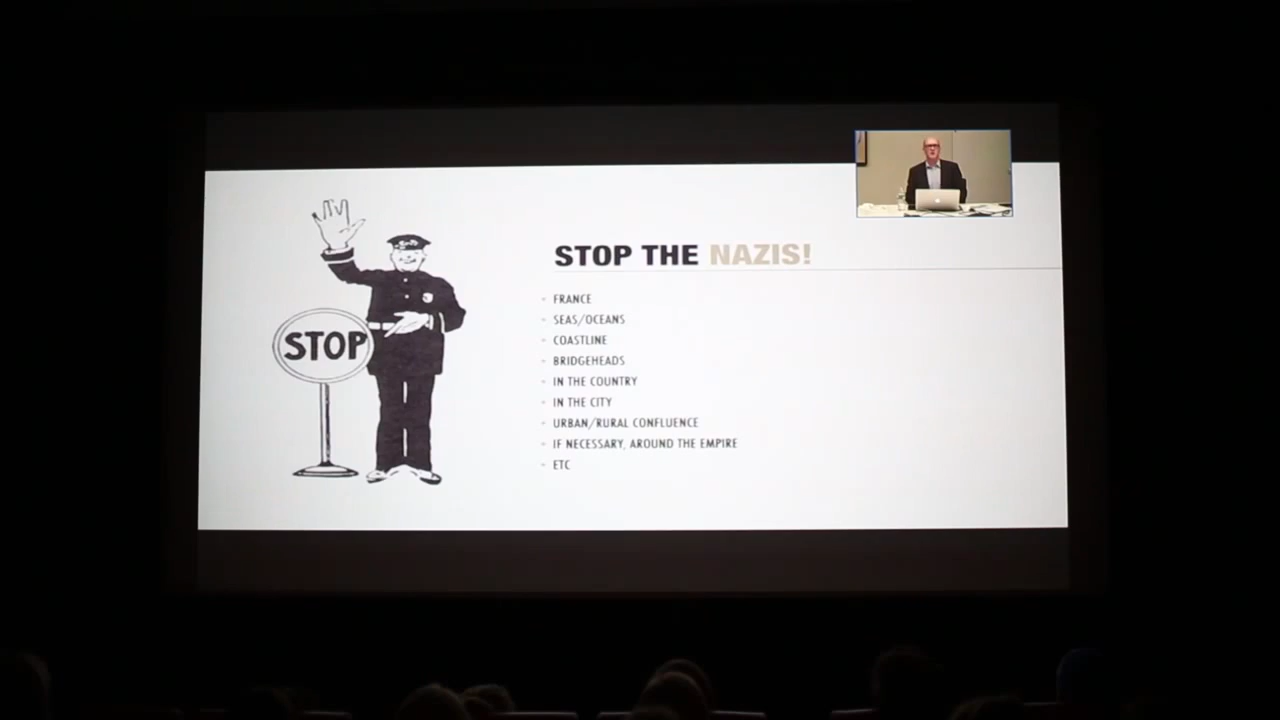 STOP
STOP THE NAZIS!
- FRANCE
- SEAS/OCEANS
- COASTLINE
- BRIDGEHEADS
- IN THE COUNTRY
- IN THE CITY
- URBAN/RURAL CONFLUENCE
- IF NECESSARY, AROUND THE EMPIRE
- ETC